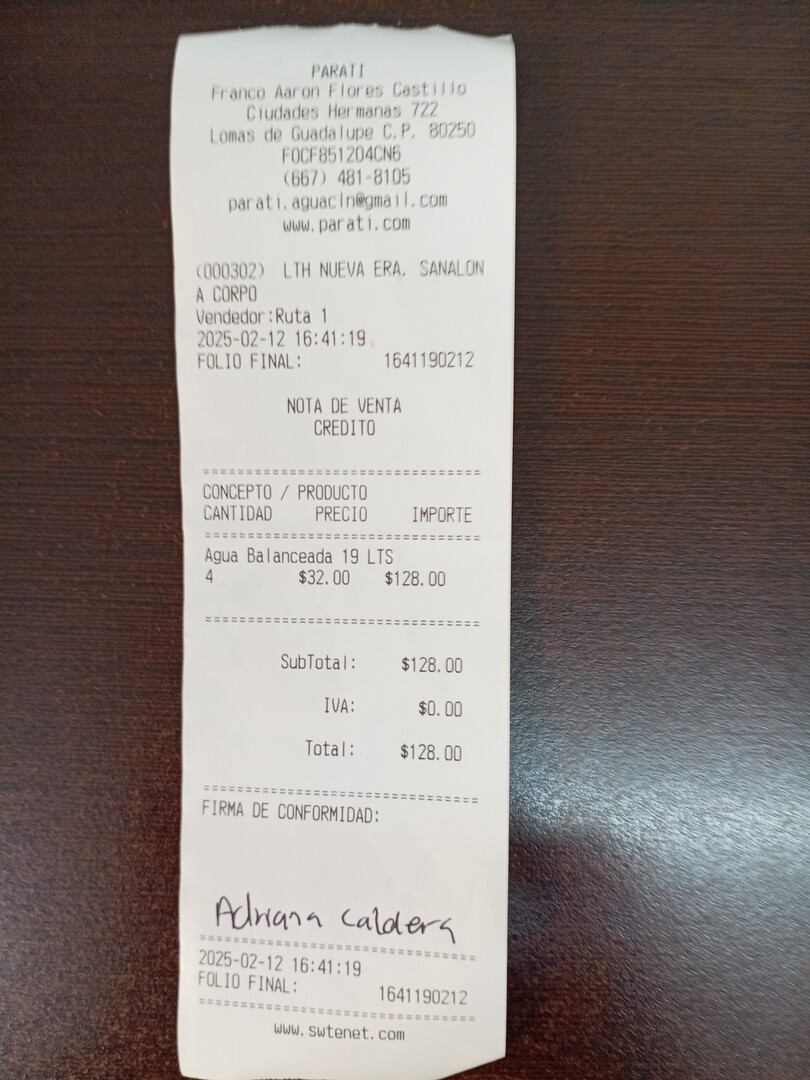 PARATI
Franco Aaron Flores Castillo
Ciudades Hermanas 722
Lomas de Guadalupe C.P. 80250
FOCF851204CN6
(667) 481-8105
parati.aguacln@gmail.com
www.parati.com
(000302) LTH NUEVA ERA. SANALON
A CORPO
Vendedor:Ruta 1
2025-02-12 16:41:19
FOLIO FINAL: 1641190212
NOTA DE VENTA
CREDITO
================================
CONCEPTO / PRODUCTO
CANTIDAD PRECIO IMPORTE
================================
Agua Balanceada 19 LTS
4 $32.00 $128.00
================================
SubTotal: $128.00
IVA: $0.00
Total: $128.00
================================
FIRMA DE CONFORMIDAD:
Adriana Caldera
================================
2025-02-12 16:41:19
FOLIO FINAL: 1641190212
================================
www.swtenet.com